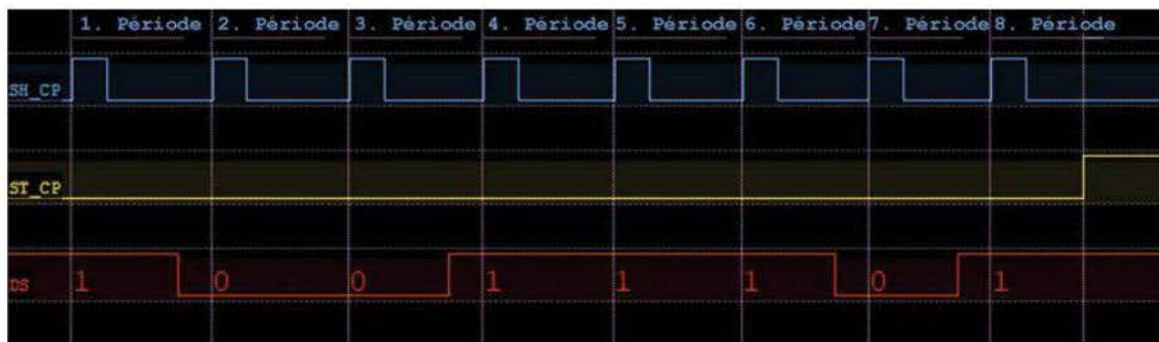 1. Période 2. Période 3. Période 4. Période 5. Période 6. Période 7. Période 8. Période
SH_CP
ST_CP
DS 1 0 0 1 1 1 0 1